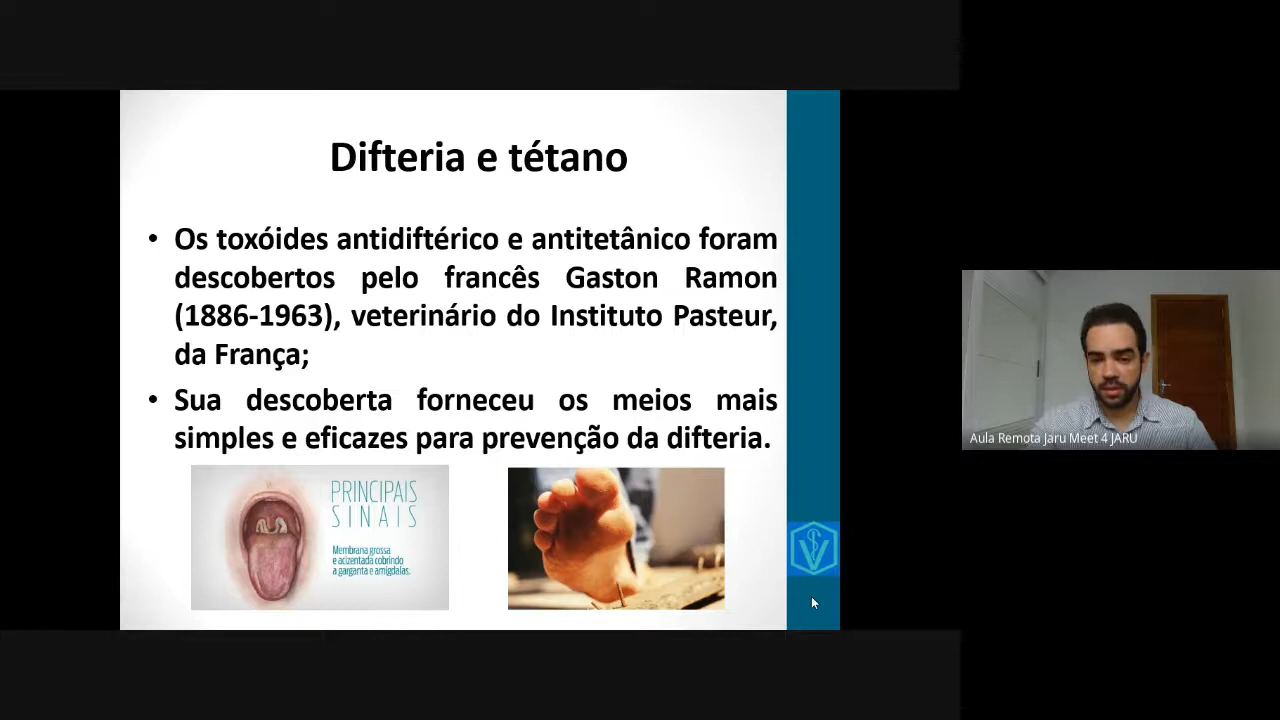 Difteria e tétano
• Os toxóides antidiftérico e antitetânico foram
descobertos pelo francês Gaston Ramon
(1886-1963), veterinário do Instituto Pasteur,
da França;
• Sua descoberta forneceu os meios mais
simples e eficazes para prevenção da difteria.
PRINCIPAIS
SINAIS
Membrana grossa
e acizentada cobrindo
a garganta e amigdalas.
V
Aula Remota Jaru Meet 4 JARU